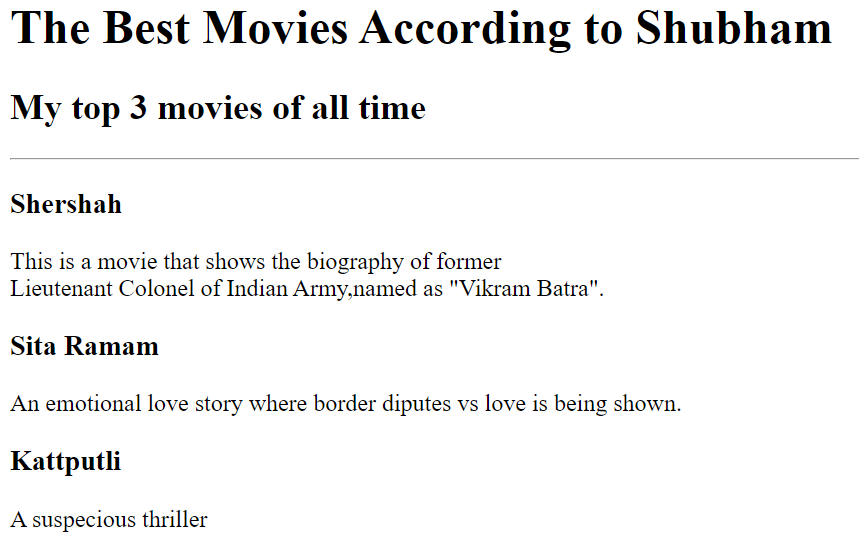 The Best Movies According to Shubham
My top 3 movies of all time
Shershah
This is a movie that shows the biography of former
Lieutenant Colonel of Indian Army,named as "Vikram Batra".
Sita Ramam
An emotional love story where border diputes vs love is being shown.
Kattputli
A suspecious thriller